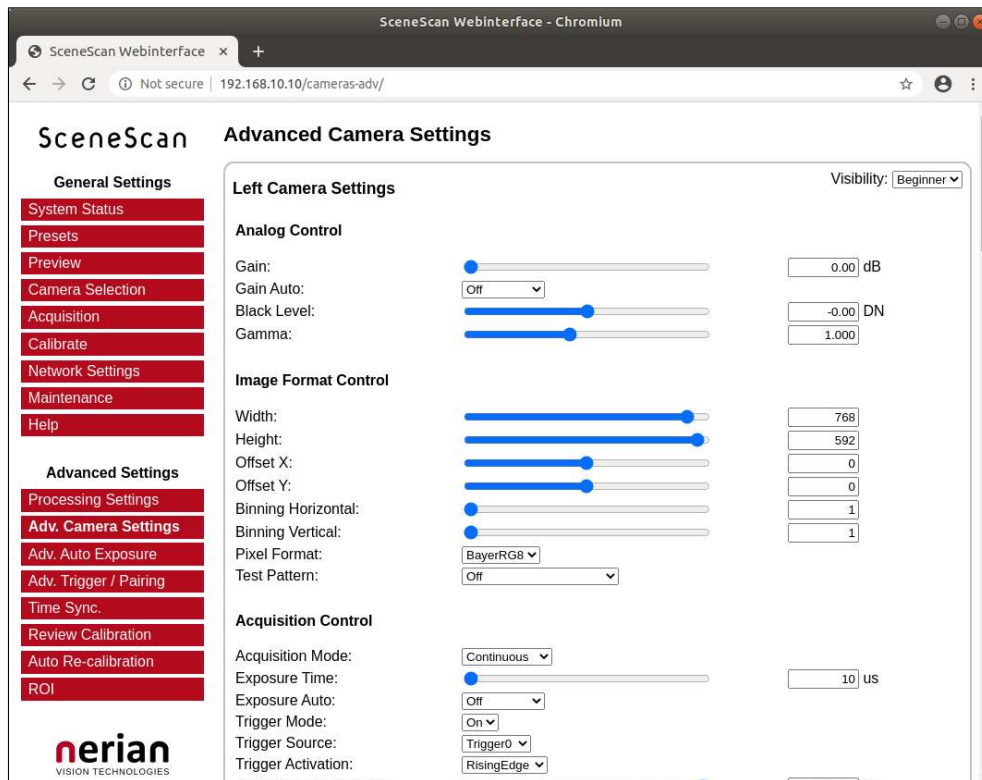 SceneScan Webinterface - Chromium
SceneScan Webinterface × +
Not secure | 192.168.10.10/cameras-adv/
SceneScan
General Settings
System Status
Presets
Preview
Camera Selection
Acquisition
Calibrate
Network Settings
Maintenance
Help
Advanced Settings
Processing Settings
Adv. Camera Settings
Adv. Auto Exposure
Adv. Trigger / Pairing
Time Sync.
Review Calibration
Auto Re-calibration
ROI
nerian
VISION TECHNOLOGIES
Advanced Camera Settings
Visibility: Beginner
Left Camera Settings
Analog Control
Gain: 0.00 dB
Gain Auto: Off
Black Level: -0.00 DN
Gamma: 1.000
Image Format Control
Width: 768
Height: 592
Offset X: 0
Offset Y: 0
Binning Horizontal: 1
Binning Vertical: 1
Pixel Format: BayerRG8
Test Pattern: Off
Acquisition Control
Acquisition Mode: Continuous
Exposure Time: 10 us
Exposure Auto: Off
Trigger Mode: On
Trigger Source: Trigger0
Trigger Activation: RisingEdge